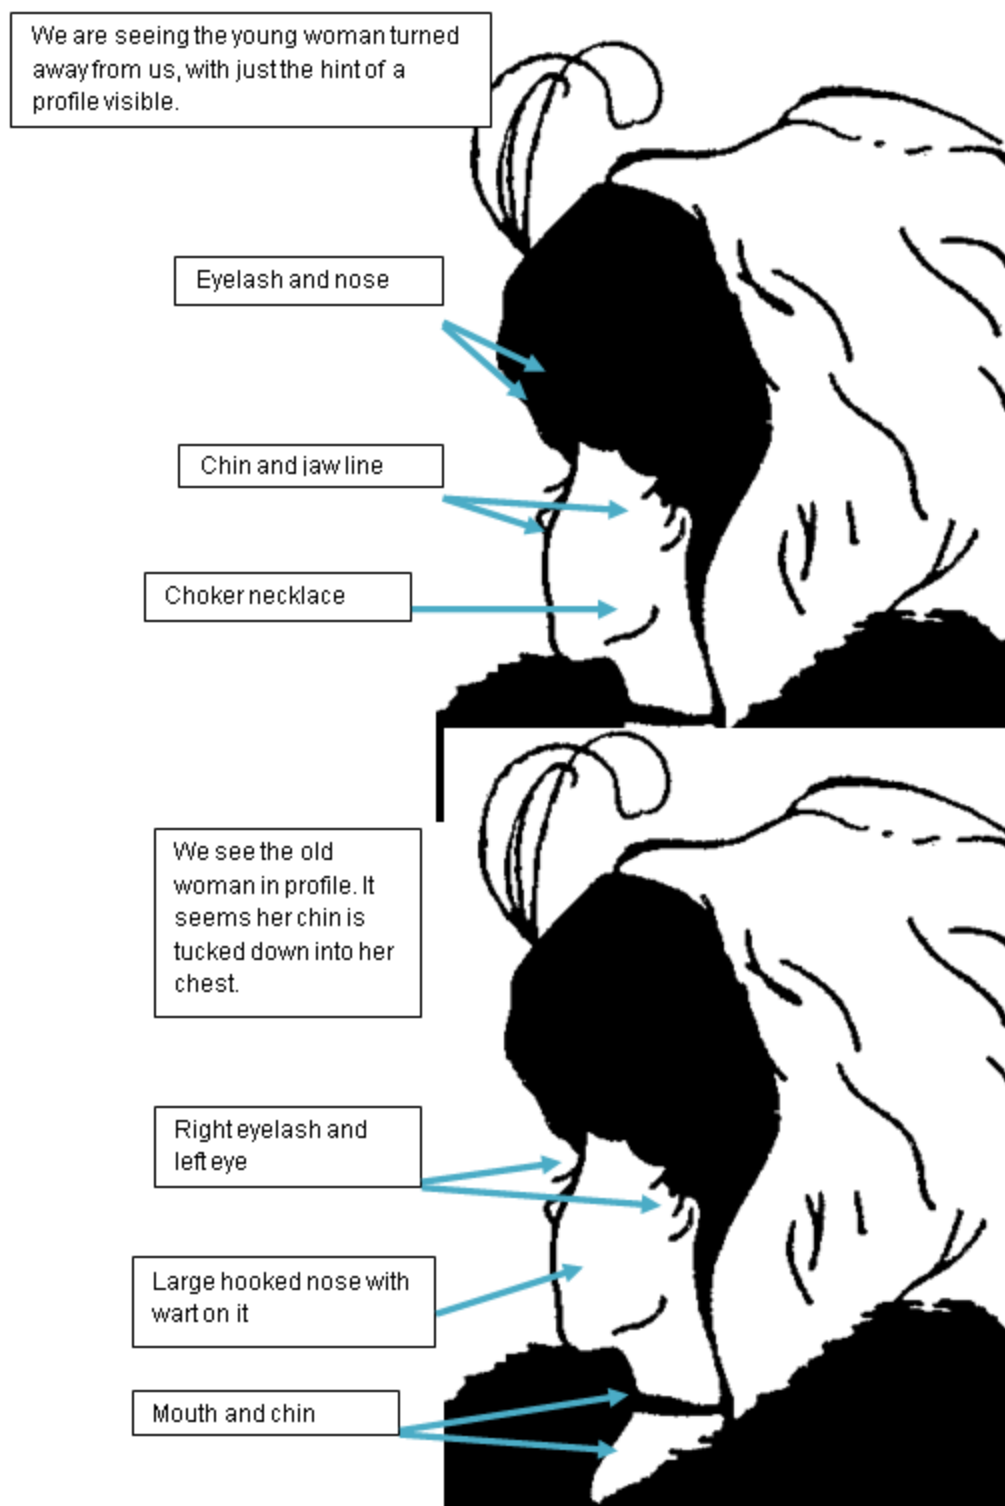 We are seeing the young woman turned
away from us, with just the hint of a
profile visible.
Eyelash and nose
Chin and jaw line
Choker necklace
We see the old
woman in profile. It
seems her chin is
tucked down into her
chest.
Right eyelash and
left eye
Large hooked nose with
wart on it
Mouth and chin